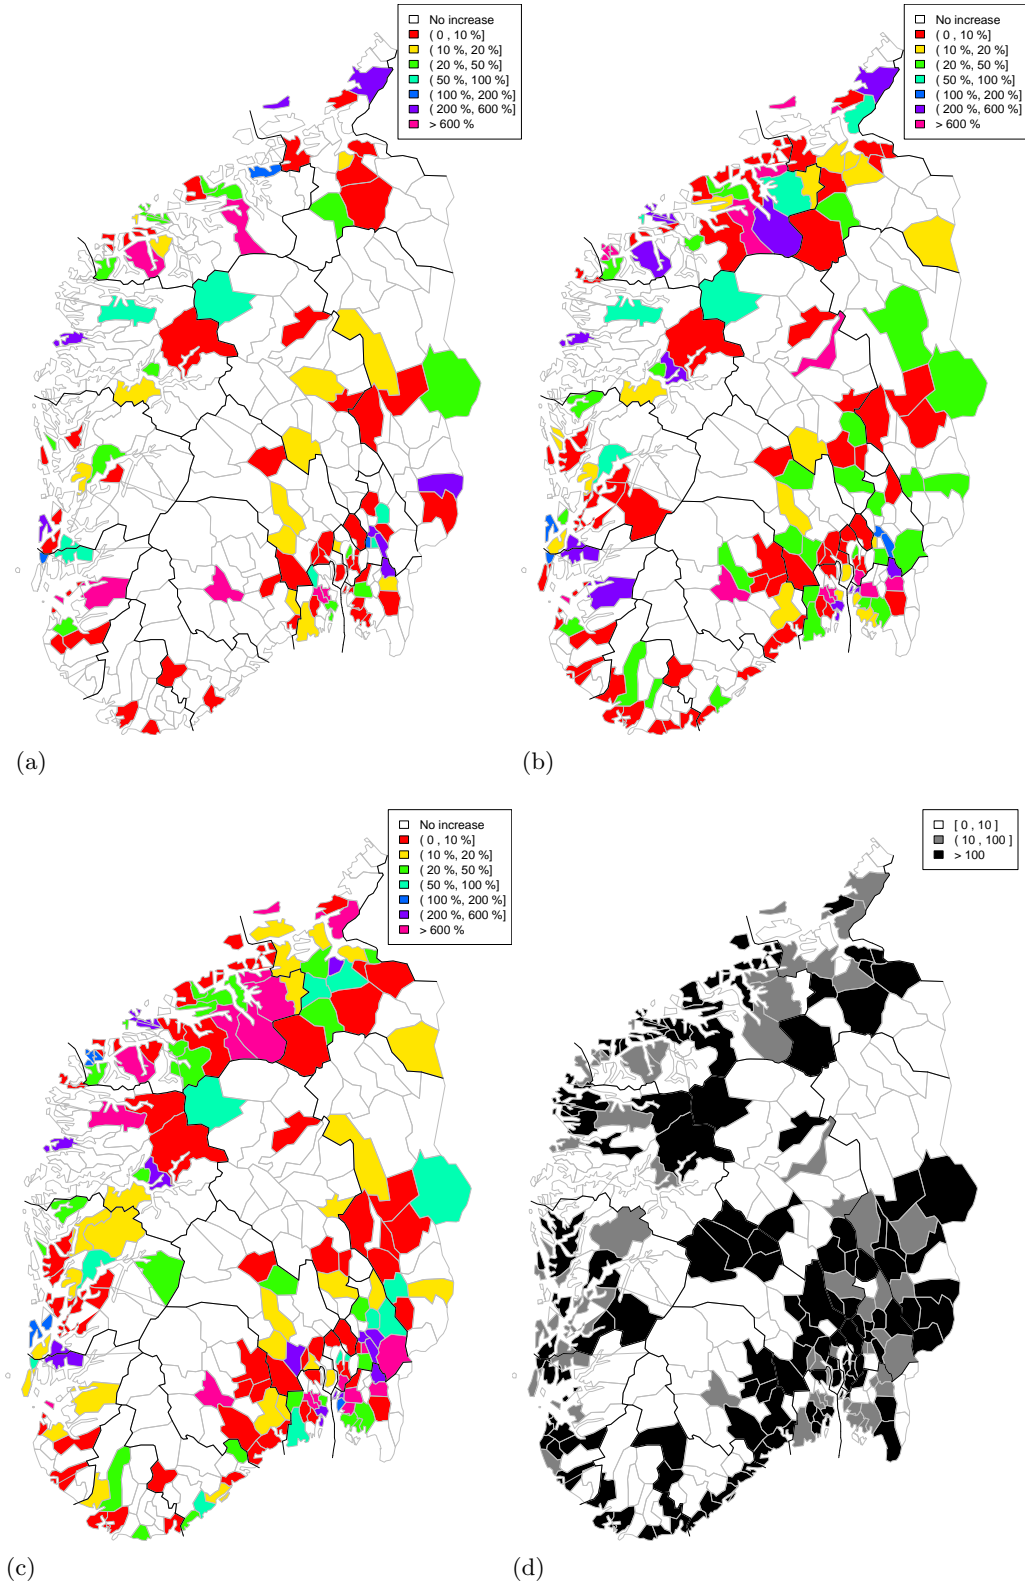 No increase
( 0 , 10 %]
( 10 %, 20 %]
( 20 %, 50 %]
( 50 %, 100 %]
(100 %, 200 %]
(200 %, 600 %]
> 600 %
(a)
No increase
( 0 , 10 %]
( 10 %, 20 %]
( 20 %, 50 %]
( 50 %, 100 %]
(100 %, 200 %]
(200 %, 600 %]
> 600 %
(b)
No increase
( 0 , 10 %]
( 10 %, 20 %]
( 20 %, 50 %]
( 50 %, 100 %]
(100 %, 200 %]
(200 %, 600 %]
> 600 %
(c)
[ 0 , 10 ]
( 10 , 100 ]
> 100
(d)